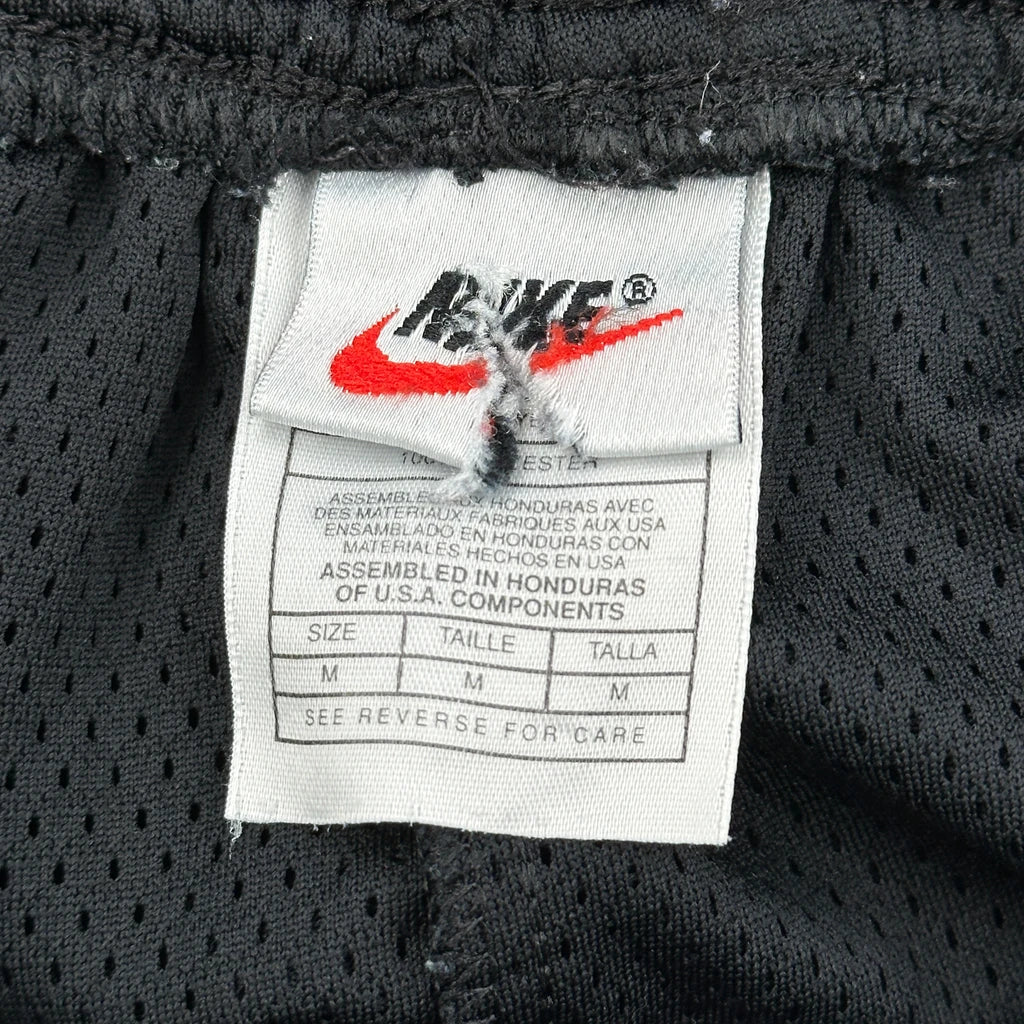 NIKE®
ASSEMBLED IN HONDURAS
OF U.S.A. COMPONENTS
HONDURAS AVEC
DES MATERIAUX FABRIQUES AUX USA
ENSAMBLADO EN HONDURAS CON
MATERIALES HECHOS EN USA
SIZE TAILLE TALLA
M M M
SEE REVERSE FOR CARE